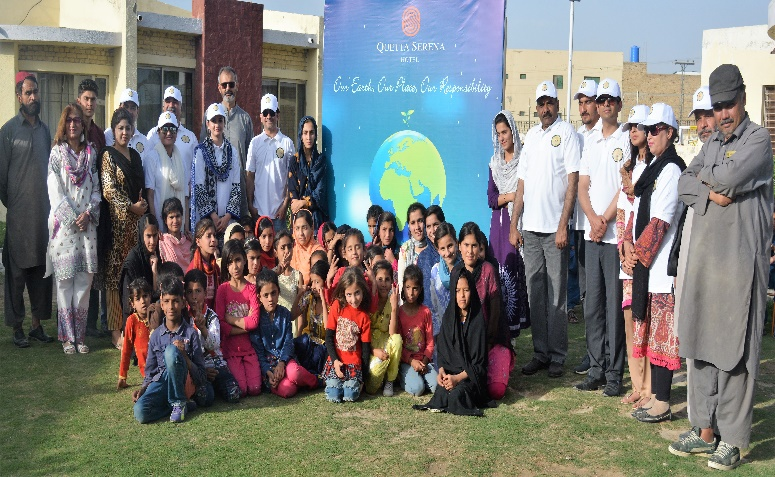 QUETTA SERENA
HOTEL
Our Earth, Our Place, Our Responsibility